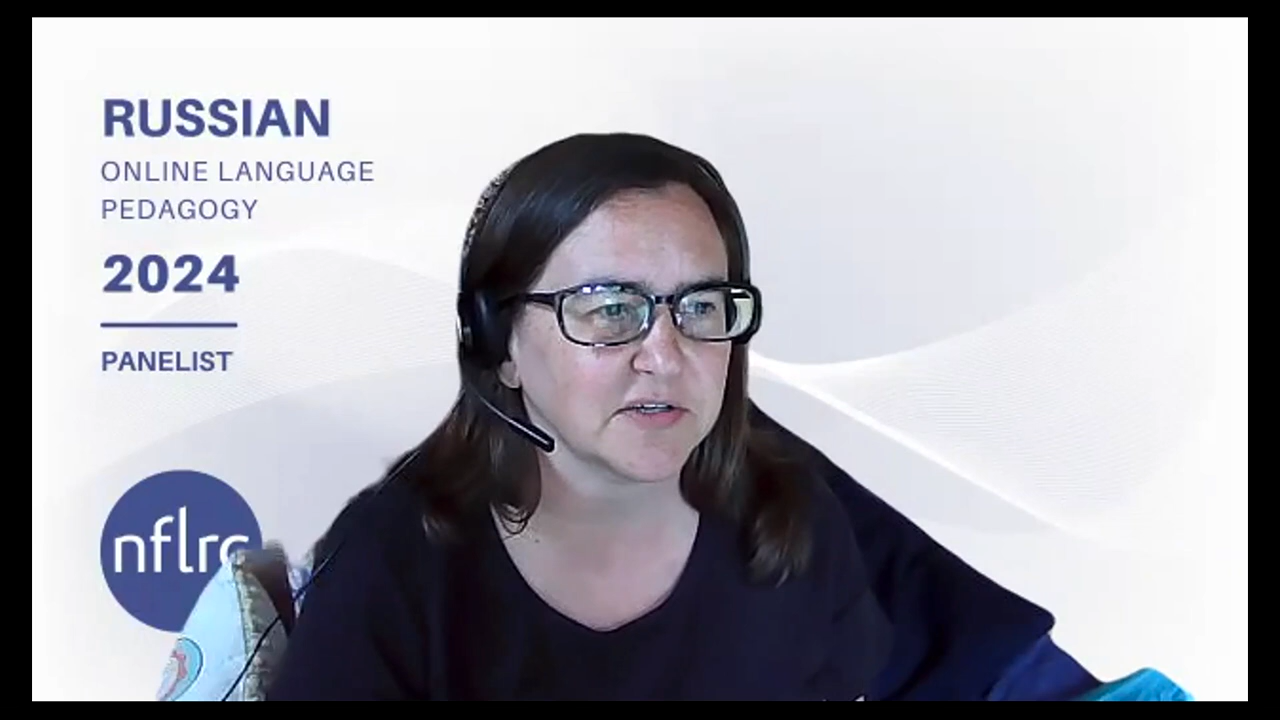 RUSSIAN
ONLINE LANGUAGE
PEDAGOGY
2024
PANELIST
nflrc